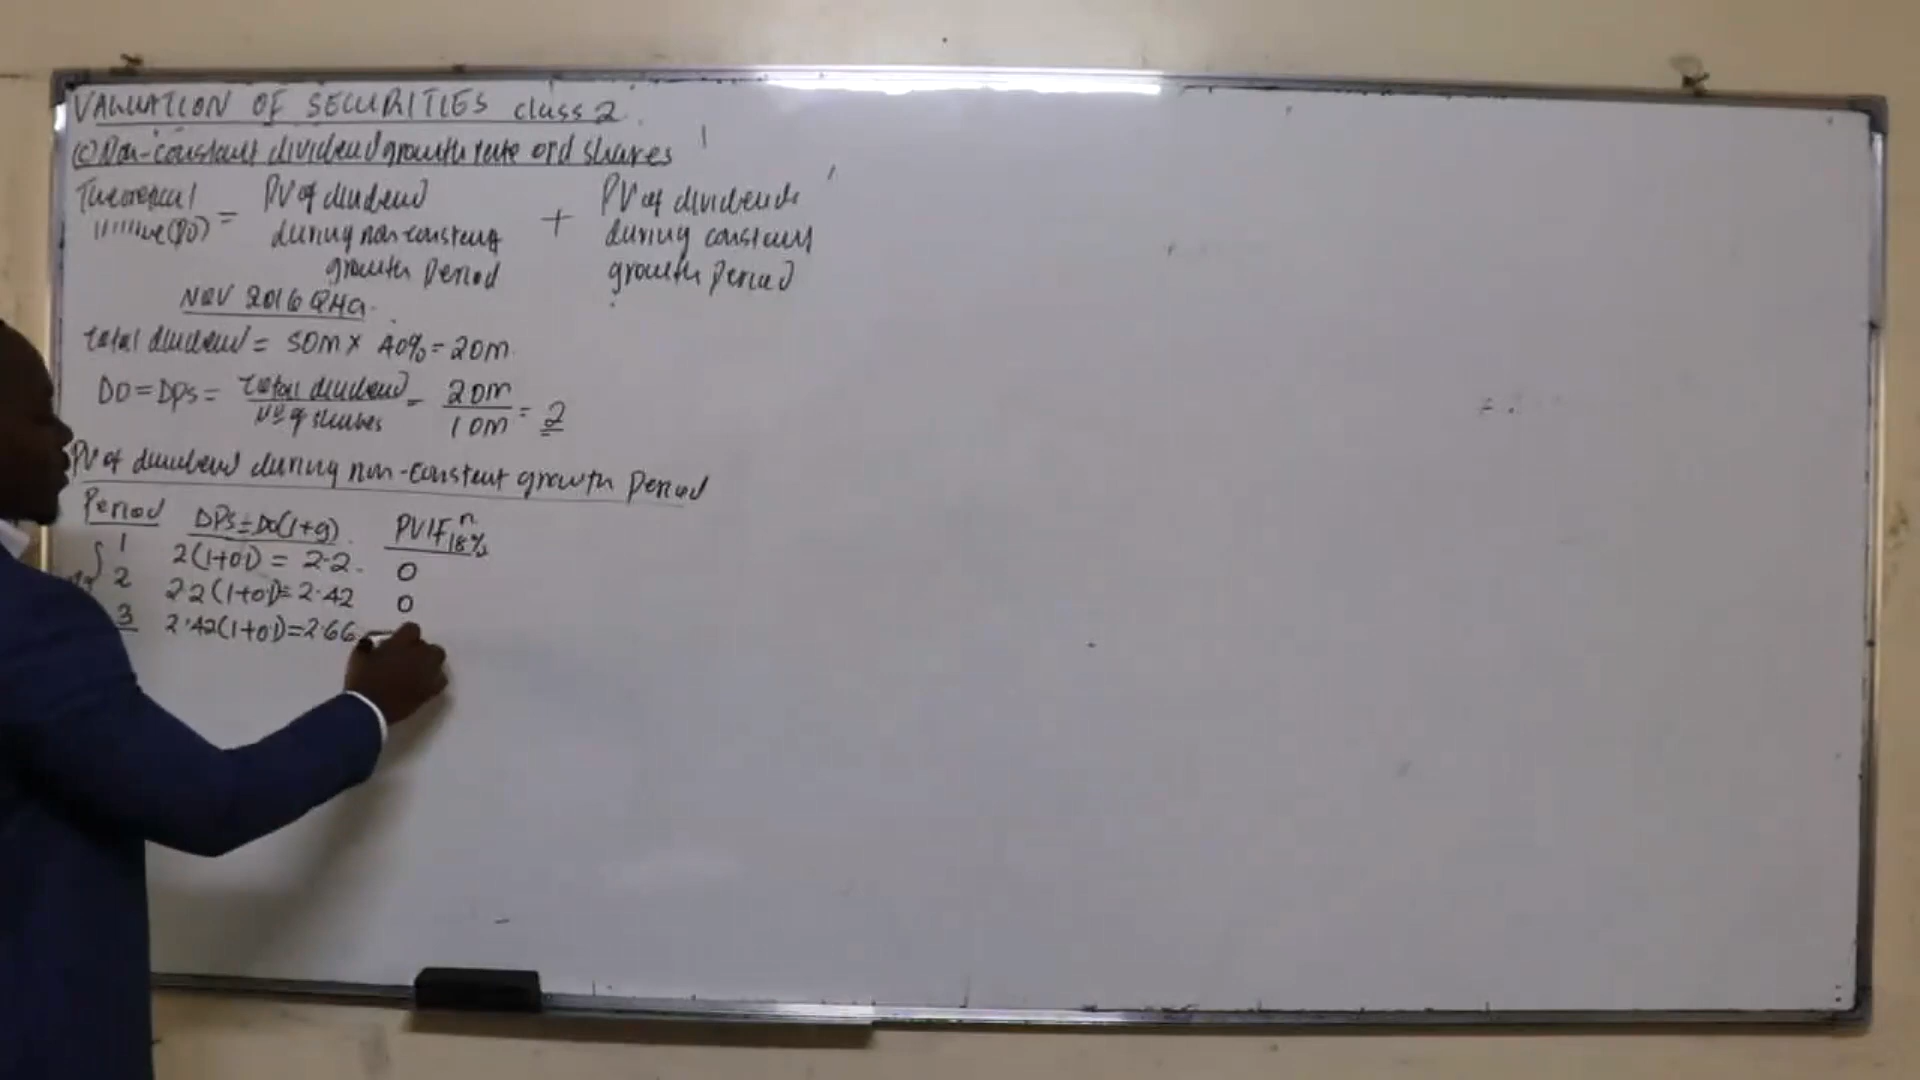 VALUATION OF SECURITIES class 2
(c) Non-constant dividend growth rate ord shares
Theoretical (P0) = PV of dividend during non-constant growth Period + PV of dividends during constant growth Period
NOV 2016 Q4a
total dividend = 50m × 40% = 20m
D0 = DPS = total dividend / No of shares = 20m / 10m = 2
PV of dividend during non-constant growth Period
Period DPS = D0(1+g) PVIF n 18%
1 2(1+0.1) = 2.2 0
2 2.2(1+0.1) = 2.42 0
3 2.42(1+0.1) = 2.66